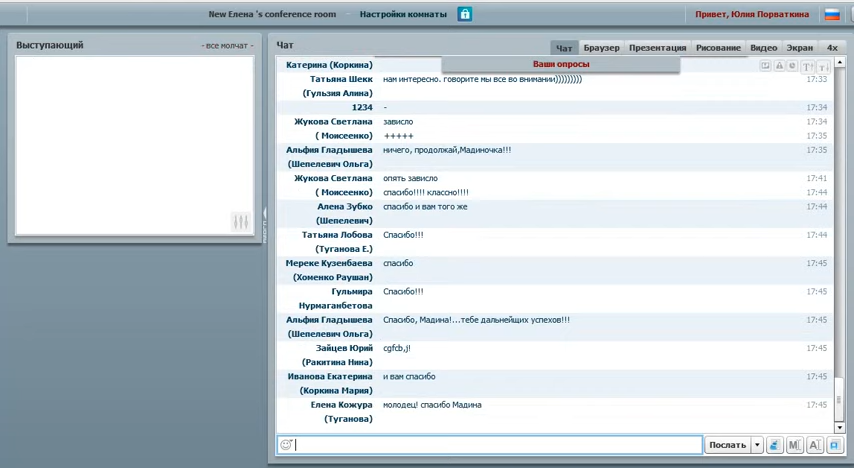 New Елена 's conference room
Настройки комнаты
Привет, Юлия Порваткина
Выступающий
- все молчат -
Чат
Чат Браузер Презентация Рисование Видео Экран 4x
Ваши опросы
Катерина (Коркина)
Татьяна Шекк нам интересно. говорите мы все во внимании))))))))) 17:33
(Гульзия Алина)
1234 - 17:34
Жукова Светлана зависло 17:34
( Моисеенко) +++++ 17:35
Альфия Гладышева ничего, продолжай,Мадиночка!!! 17:35
(Шепелевич Ольга)
Жукова Светлана опять зависло 17:41
( Моисеенко) спасибо!!!! классно!!!! 17:44
Алена Зубко спасибо и вам того же 17:44
(Шепелевич)
Татьяна Лобова Спасибо!!! 17:44
(Туганова Е.)
Мереке Кузенбаева спасибо 17:45
(Хоменко Раушан)
Гульмира Спасибо!!! 17:45
Нурмаганбетова
Альфия Гладышева Спасибо, Мадина!...тебе дальнейщих успехов!!! 17:45
(Шепелевич Ольга)
Зайцев Юрий cgfcb,j! 17:45
(Ракитина Нина)
Иванова Екатерина и вам спасибо 17:45
(Коркина Мария)
Елена Кожура молодец! спасибо Мадина 17:45
(Туганова)
Послать